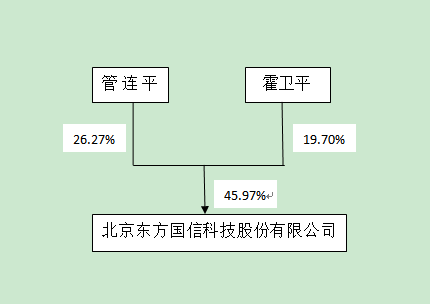 管连平
霍卫平
26.27%
19.70%
45.97%
北京东方国信科技股份有限公司